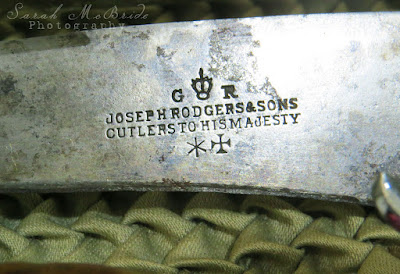 Sarah McBride
Photography
G R
JOSEPH RODGERS & SONS
CUTLERS TO HIS MAJESTY